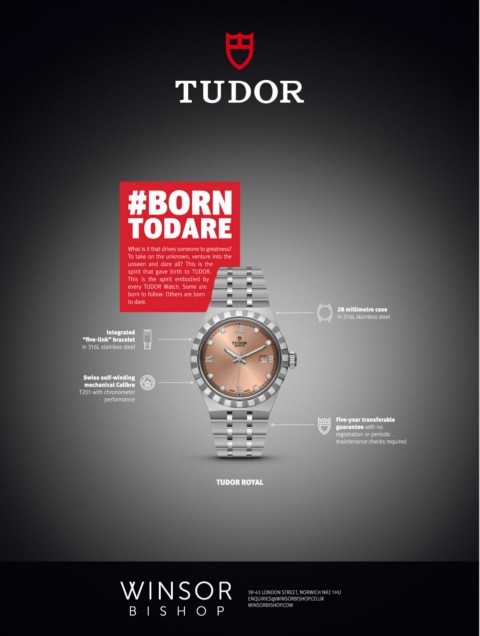 TUDOR
#BORN
TODARE
What is it that drives someone to greatness?
To take on the unknown, venture into the
unseen and dare all? This is the
spirit that gave birth to TUDOR.
This is the spirit embodied by
every TUDOR Watch. Some are
born to follow. Others are born
to dare.
28 millimetre case
in 316L stainless steel
Integrated
"five-link" bracelet
in 316L stainless steel
TUDOR
Swiss self-winding
mechanical Calibre
T201 with chronometer
performance
Five-year transferable
guarantee with no
registration or periodic
maintenance checks required
TUDOR ROYAL
WINSOR
BISHOP
39-43 LONDON STREET, NORWICH NR2 1HU
ENQUIRIES@WINSORBISHOP.CO.UK
WINSORBISHOP.COM